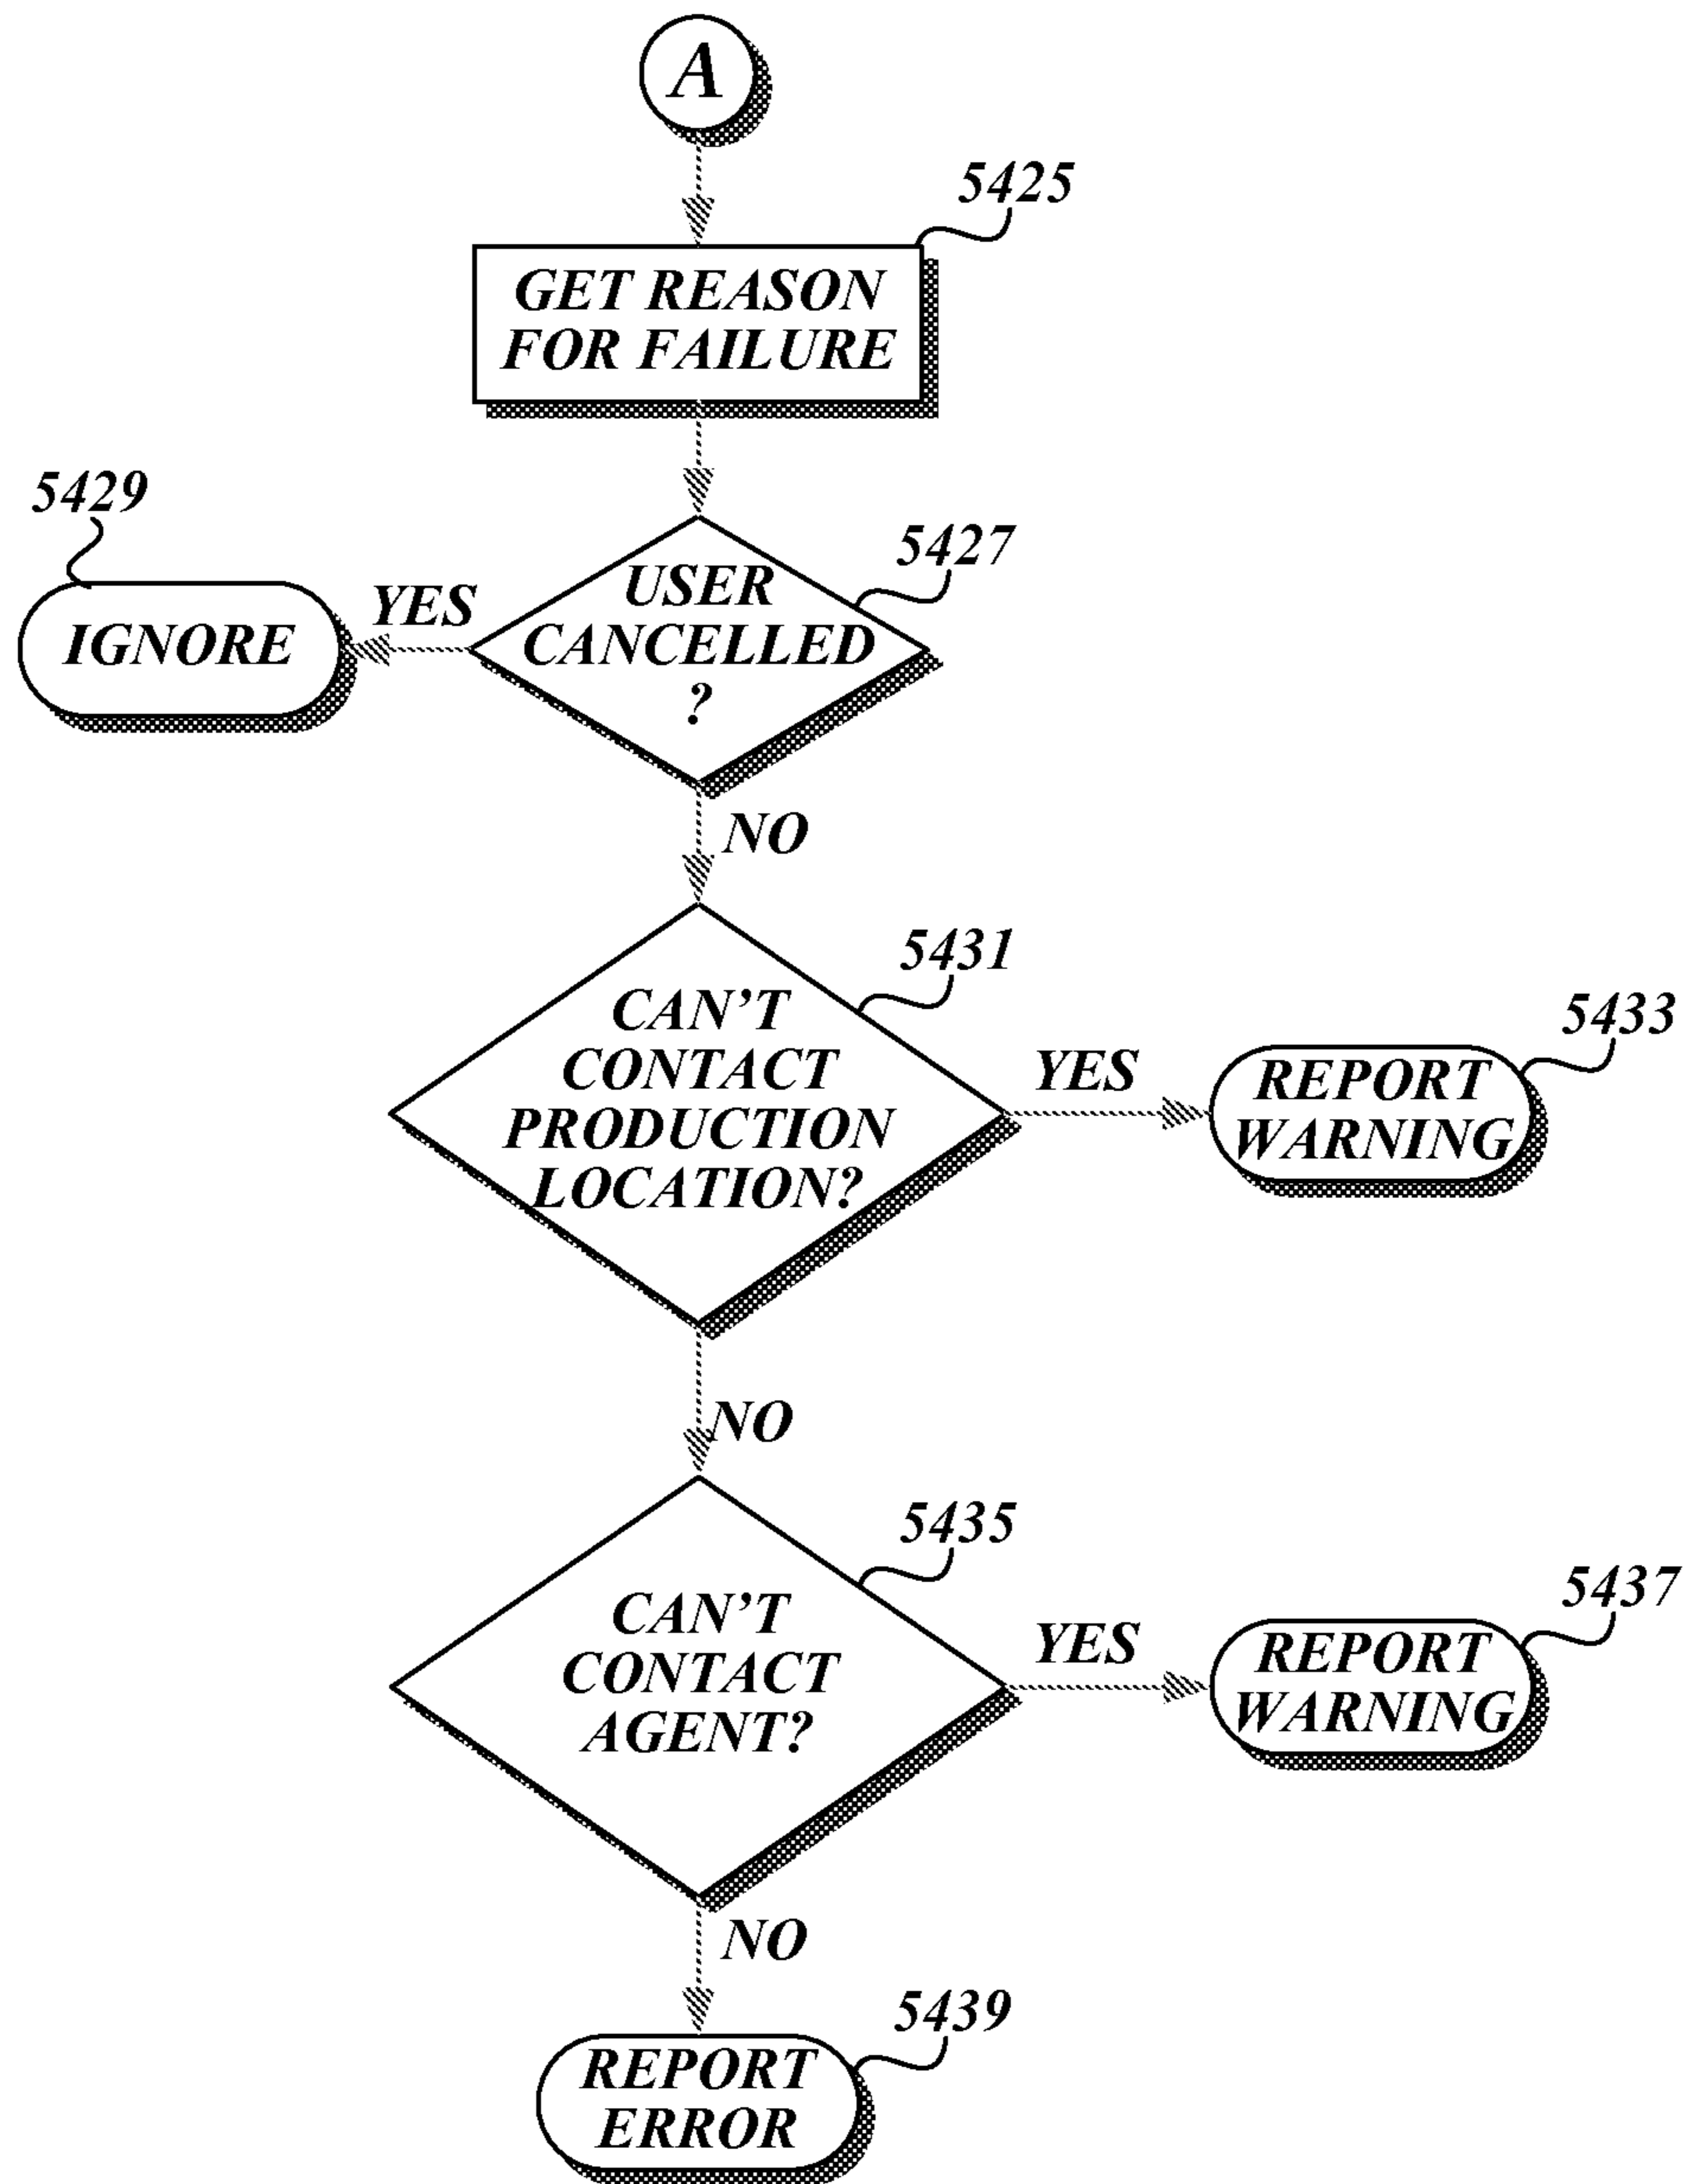 A
5425
GET REASON
FOR FAILURE
5429
5427
USER
CANCELLED
?
YES
IGNORE
NO
5431
CAN'T
CONTACT
PRODUCTION
LOCATION?
YES
5433
REPORT
WARNING
NO
5435
CAN'T
CONTACT
AGENT?
YES
5437
REPORT
WARNING
NO
5439
REPORT
ERROR